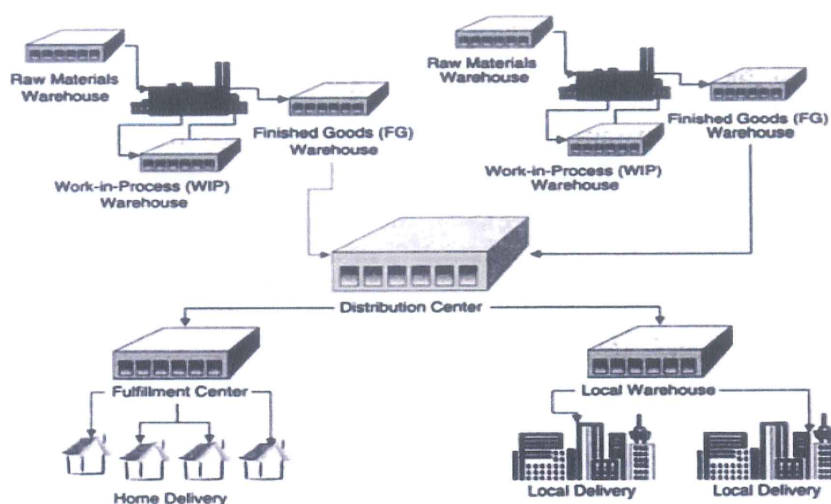 Raw Materials
Warehouse
Finished Goods (FG)
Warehouse
Work-in-Process (WIP)
Warehouse
Raw Materials
Warehouse
Finished Goods (FG)
Warehouse
Work-in-Process (WIP)
Warehouse
Distribution Center
Fulfillment Center
Local Warehouse
Home Delivery
Local Delivery
Local Delivery